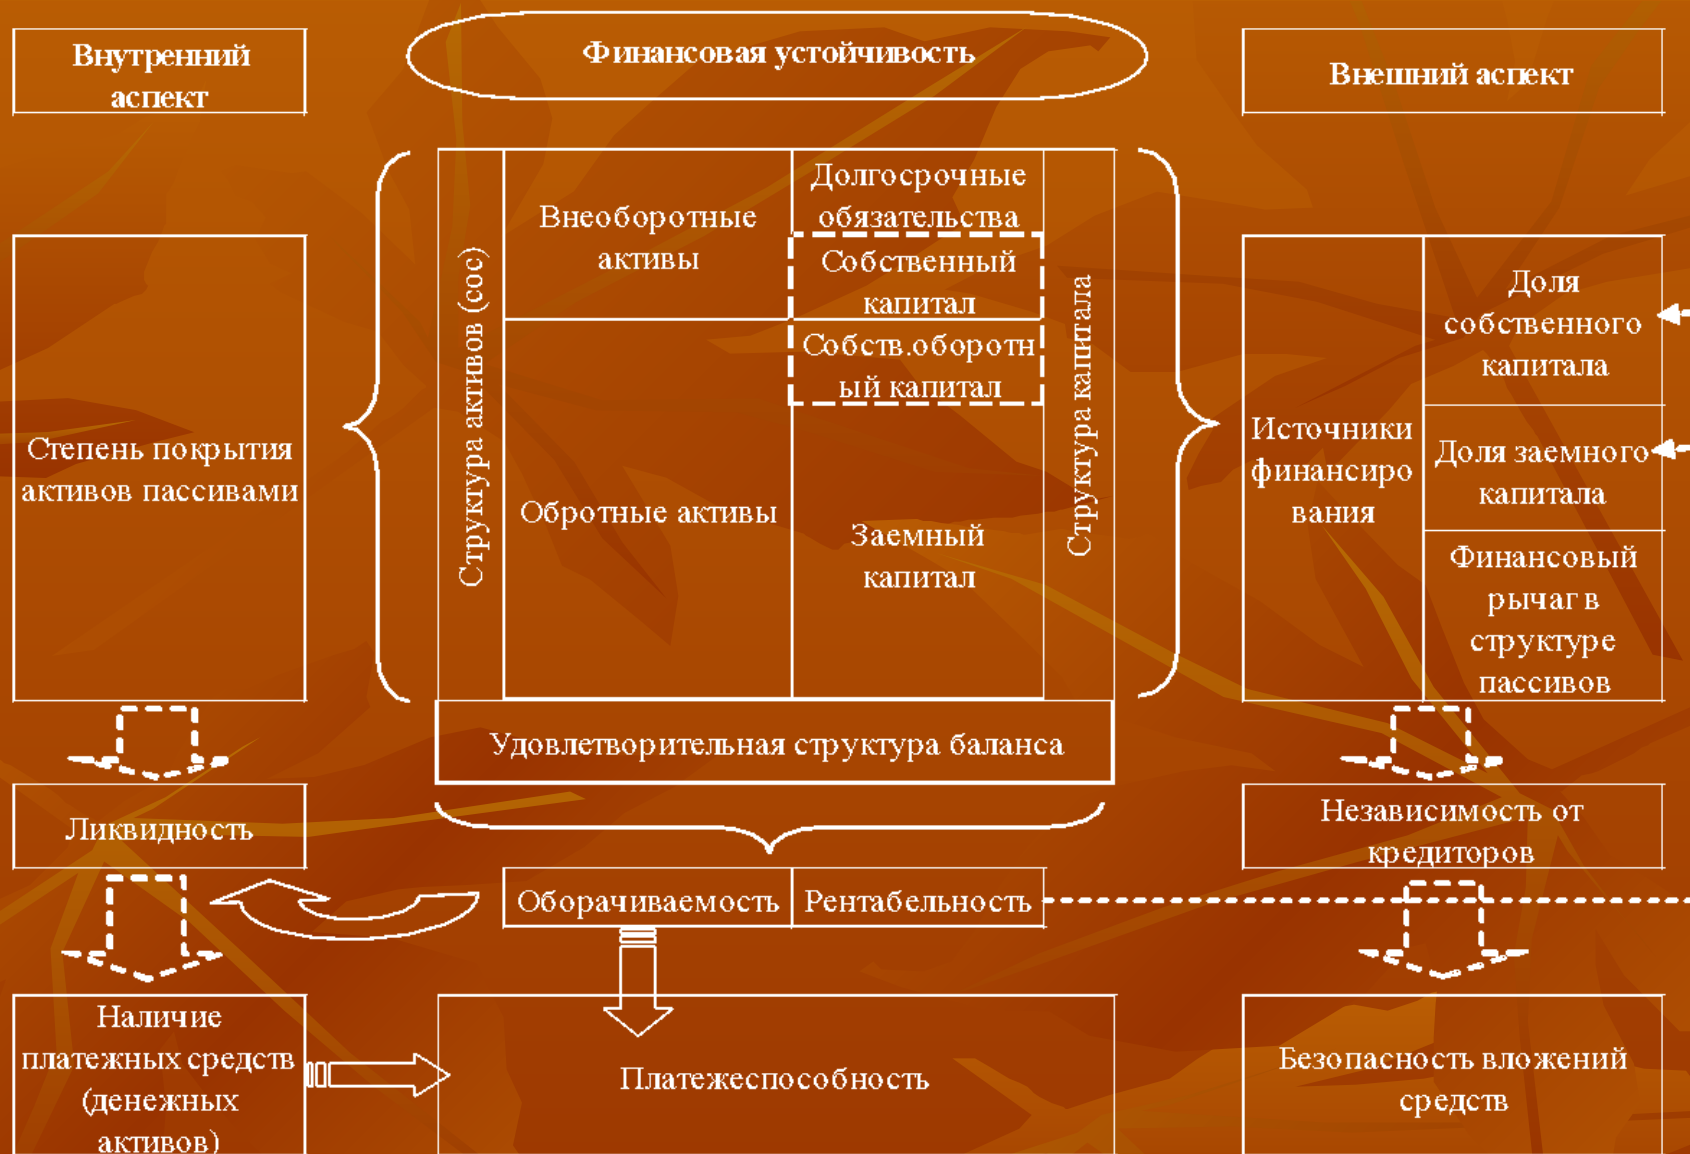 Внутренний
аспект
Финансовая устойчивость
Внешний аспект
Степень покрытия
активов пассивами
Структура активов (сос)
Внеоборотные
активы
Долгосрочные
обязательства
Собственный
капитал
Собств.оборотн
ый капитал
Обротные активы
Заемный
капитал
Структура капитала
Источники
финансиро
вания
Доля
собственного
капитала
Доля заемного
капитала
Финансовый
рычаг в
структуре
пассивов
Удовлетворительная структура баланса
Ликвидность
Оборачиваемость
Рентабельность
Независимость от
кредиторов
Наличие
платежных средств
(денежных
активов)
Платежеспособность
Безопасность вложений
средств